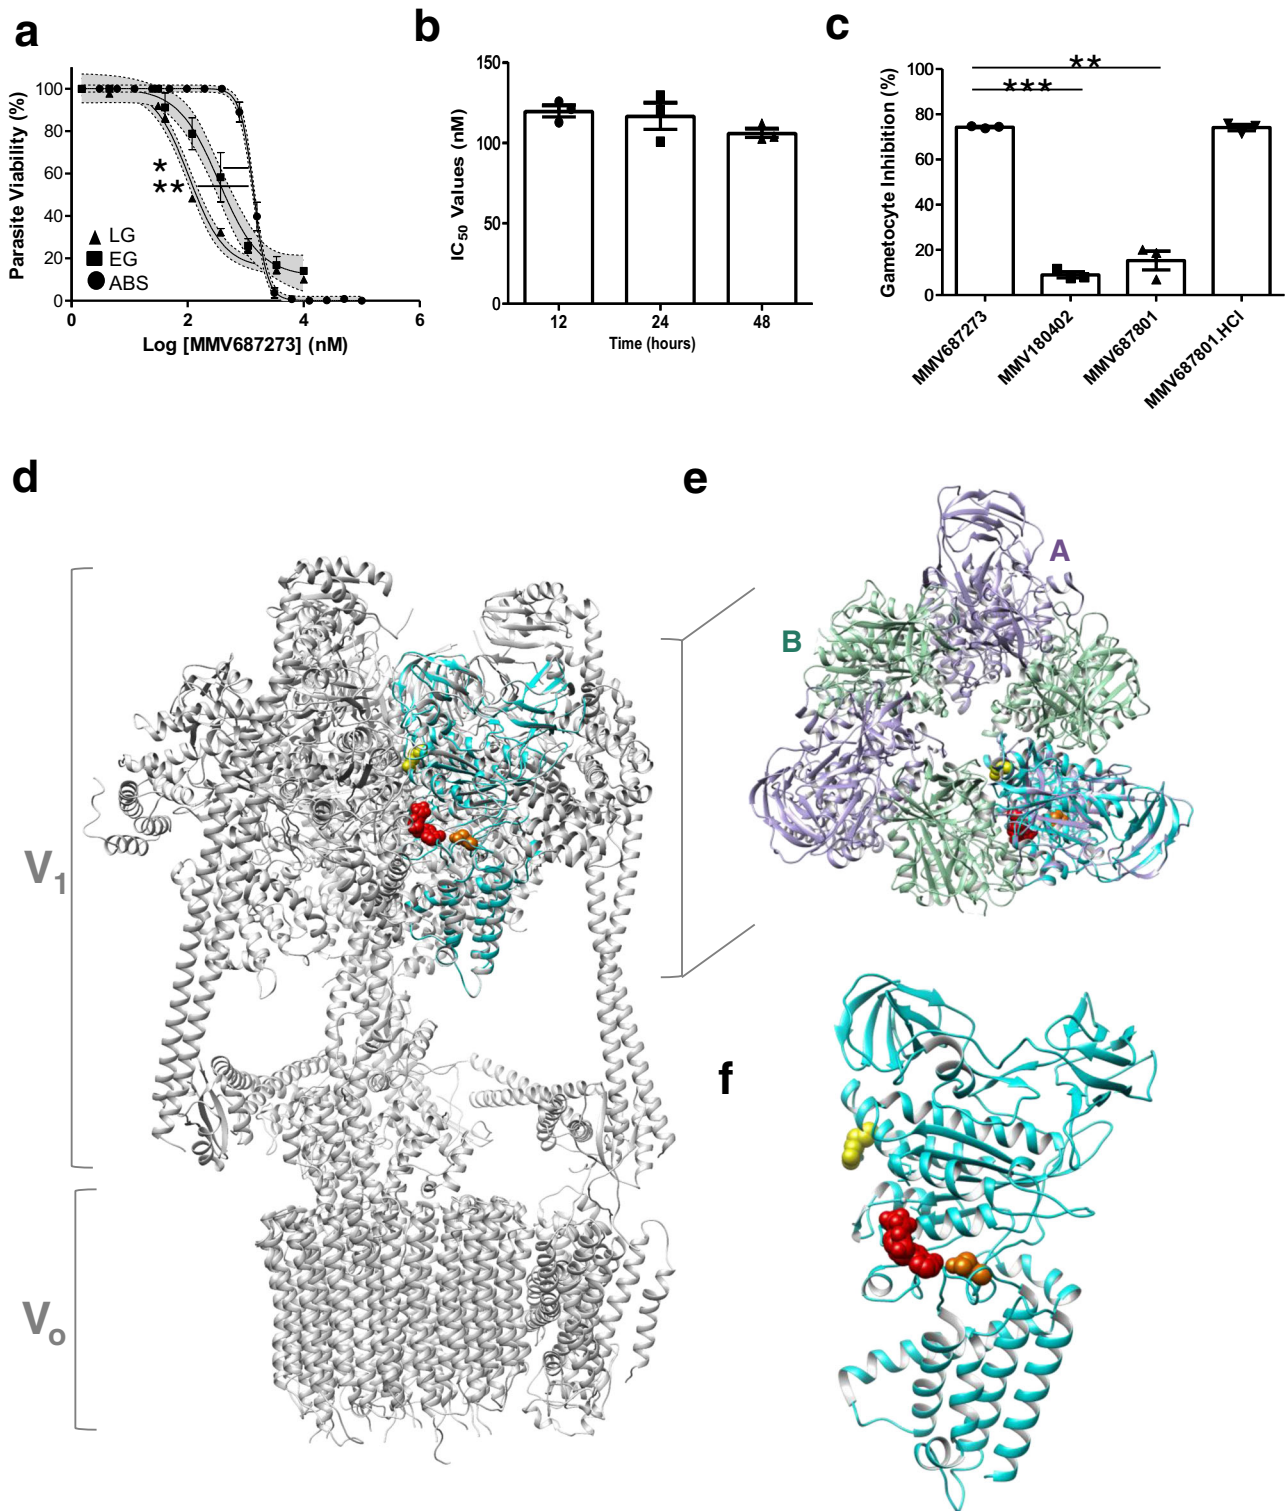 a
Parasite Viability (%)
100
80
60
40
20
0
*
**
LG
EG
ABS
0
2
4
6
Log [MMV687273] (nM)
b
IC50 Values (nM)
150
100
50
0
12
24
48
Time (hours)
c
Gametocyte Inhibition (%)
100
80
60
40
20
0
**
***
MMV687273
MMV180402
MMV687801
MMV687801.HCl
d
V1
Vo
e
A
B
f